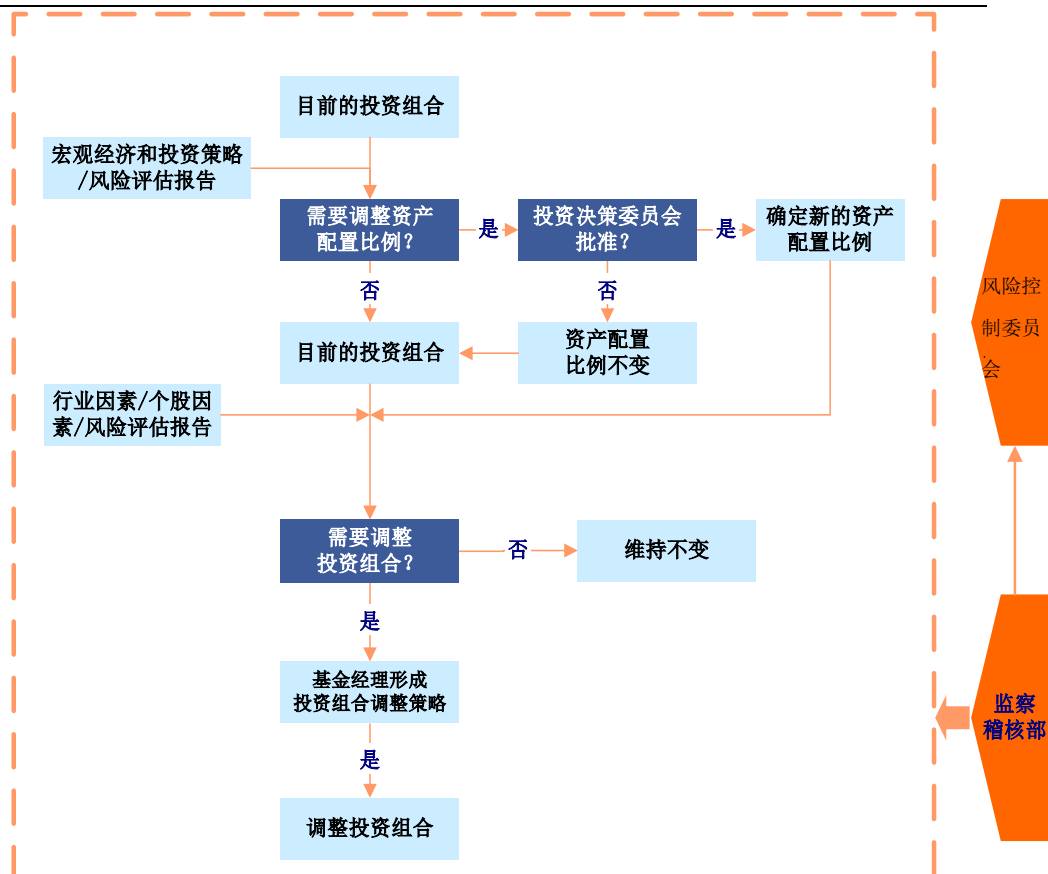 目前的投资组合
宏观经济和投资策略
/风险评估报告
需要调整资产
配置比例？
是
投资决策委员会
批准？
是
确定新的资产
配置比例
否
否
目前的投资组合
资产配置
比例不变
行业因素/个股因
素/风险评估报告
需要调整
投资组合？
否
维持不变
是
基金经理形成
投资组合调整策略
是
调整投资组合
风险控
制委员
会
监察
稽核部